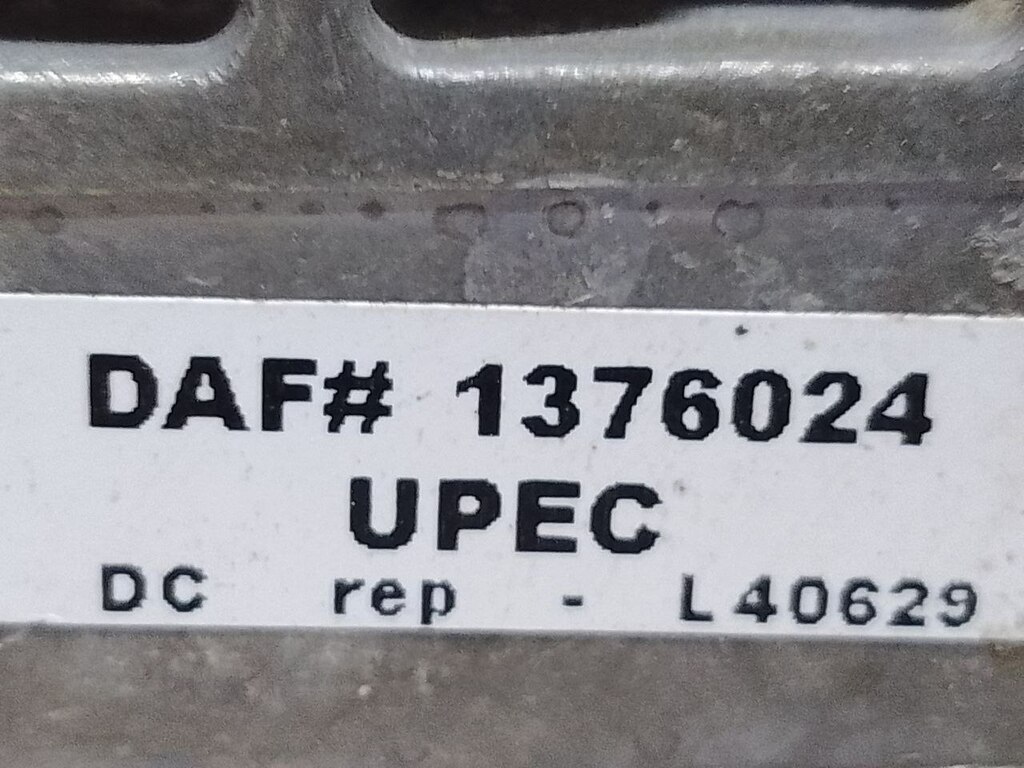 DAF# 1376024
UPEC
DC rep - L40629